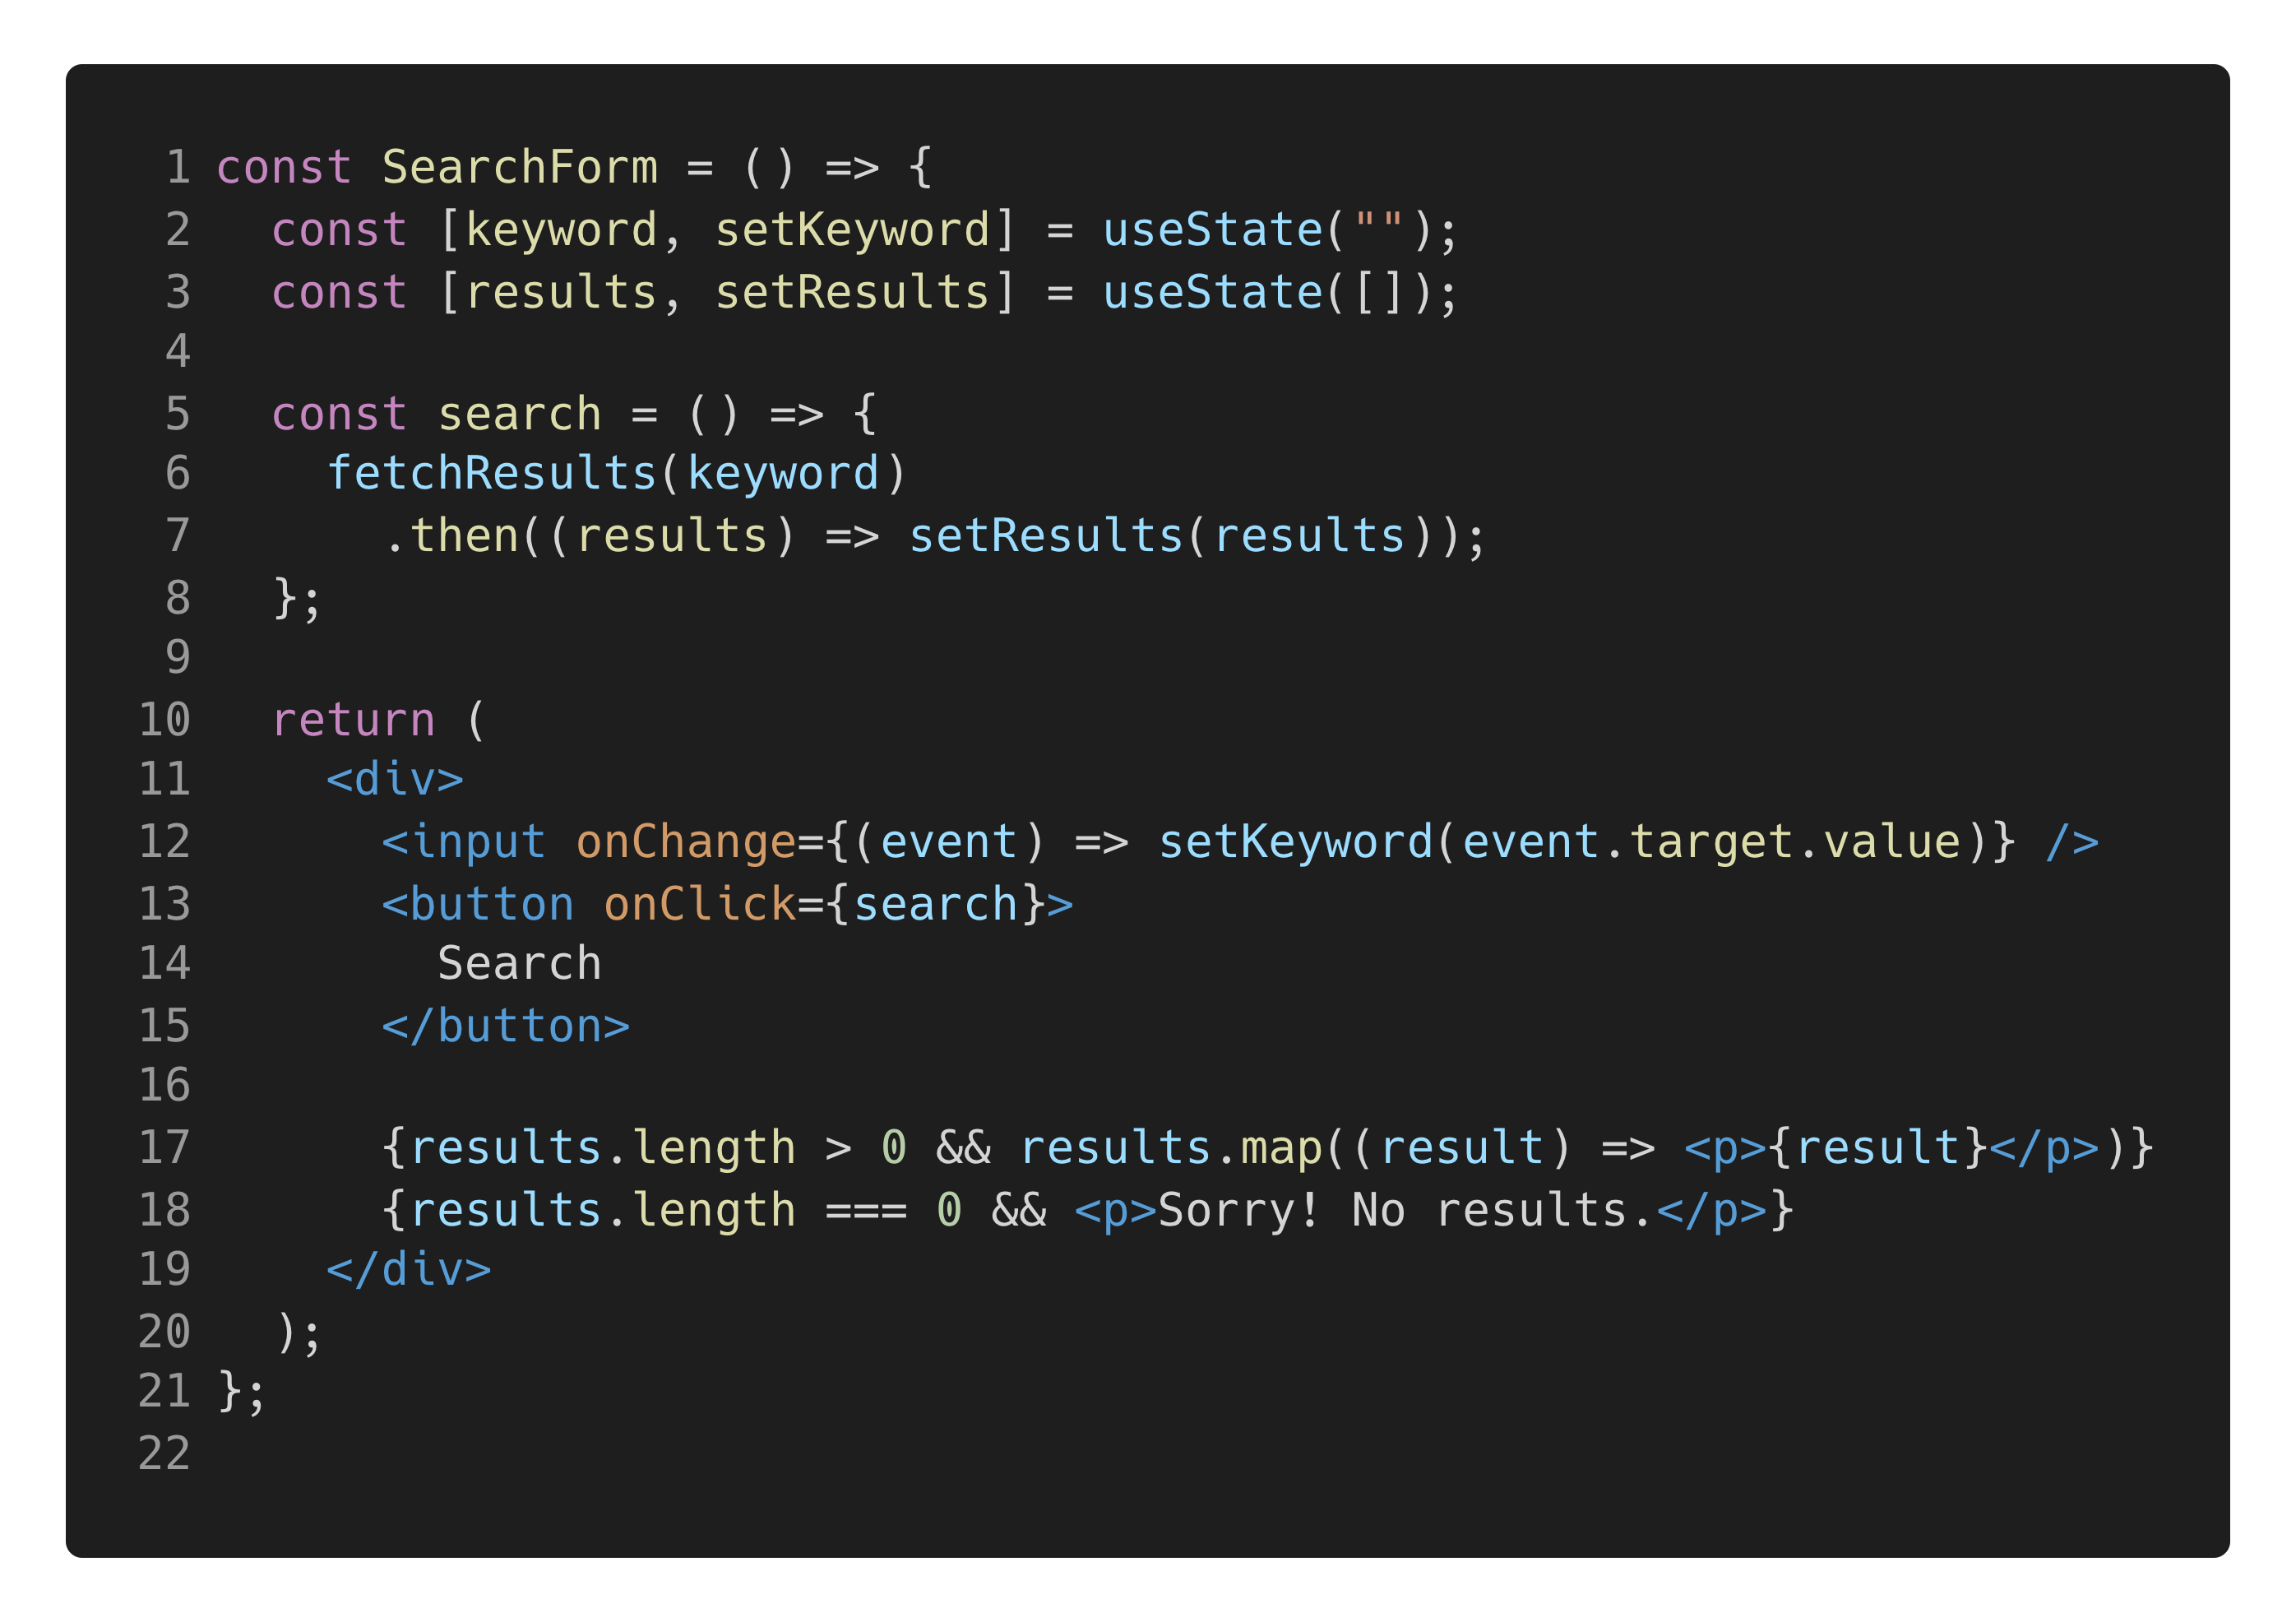 1 const SearchForm = () => {
2   const [keyword, setKeyword] = useState("");
3   const [results, setResults] = useState([]);
4
5   const search = () => {
6     fetchResults(keyword)
7       .then((results) => setResults(results));
8   };
9
10   return (
11     <div>
12       <input onChange={(event) => setKeyword(event.target.value)} />
13       <button onClick={search}>
14         Search
15       </button>
16
17       {results.length > 0 && results.map((result) => <p>{result}</p>)}
18       {results.length === 0 && <p>Sorry! No results.</p>}
19     </div>
20   );
21 };
22